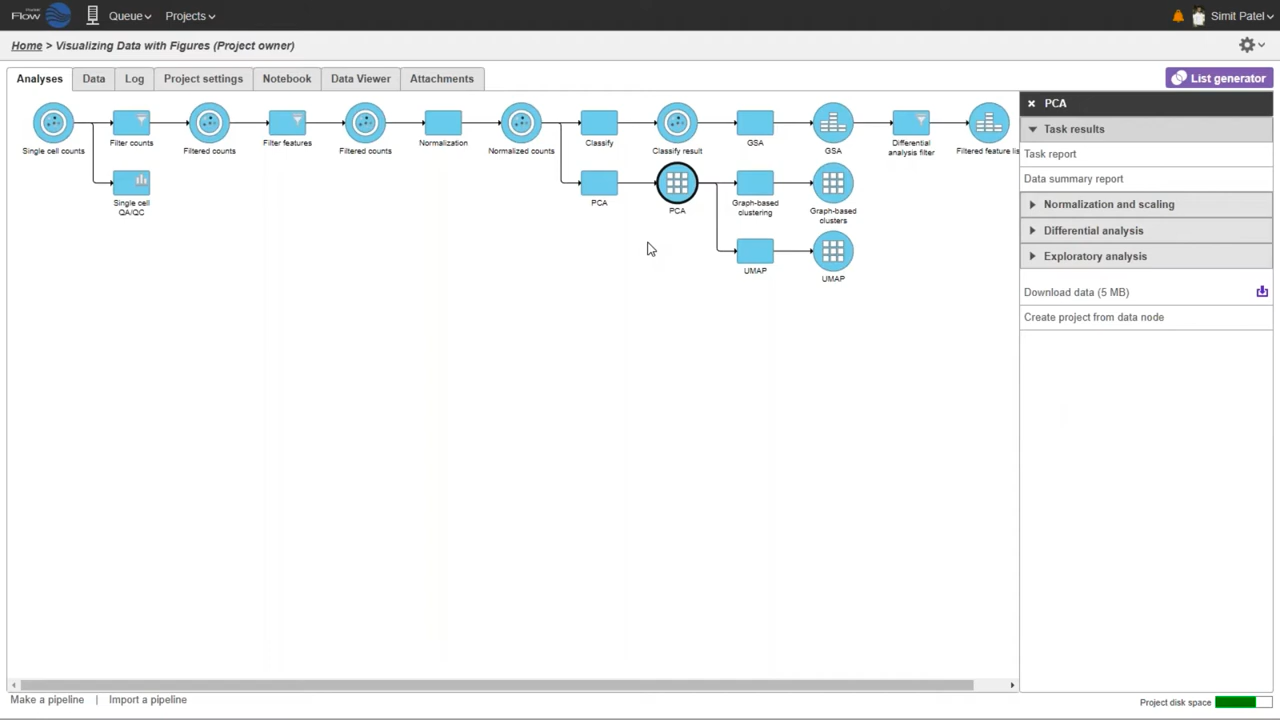 Flow
Queue
Projects
Simit Patel
Home > Visualizing Data with Figures (Project owner)
Analyses
Data
Log
Project settings
Notebook
Data Viewer
Attachments
List generator
Single cell counts
Filter counts
Filtered counts
Filter features
Filtered counts
Normalization
Normalized counts
Classify
Classify result
GSA
GSA
Differential
analysis filter
Filtered feature lis
Single cell
QA/QC
PCA
PCA
Graph-based
clustering
Graph-based
clusters
UMAP
UMAP
PCA
Task results
Task report
Data summary report
Normalization and scaling
Differential analysis
Exploratory analysis
Download data (5 MB)
Create project from data node
Make a pipeline | Import a pipeline
Project disk space